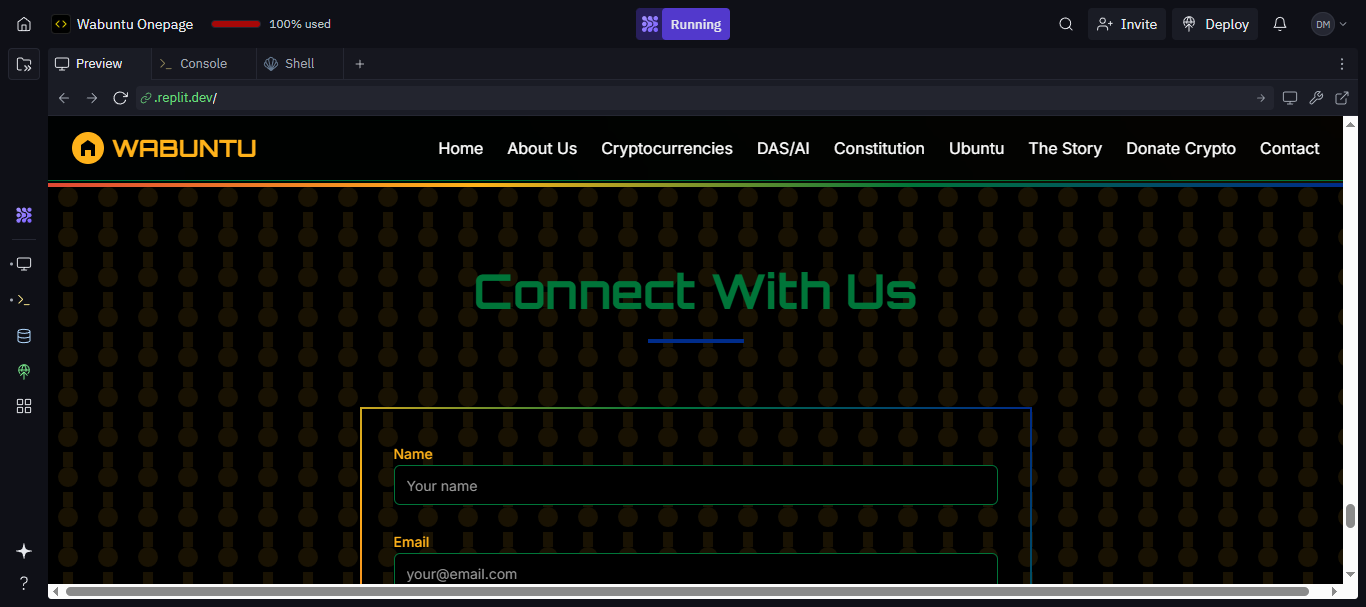 Wabuntu Onepage
100% used
Running
Invite
Deploy
DM
Preview
Console
Shell
.replit.dev/
WABUNTU
Home
About Us
Cryptocurrencies
DAS/AI
Constitution
Ubuntu
The Story
Donate Crypto
Contact
Connect With Us
Name
Your name
Email
your@email.com